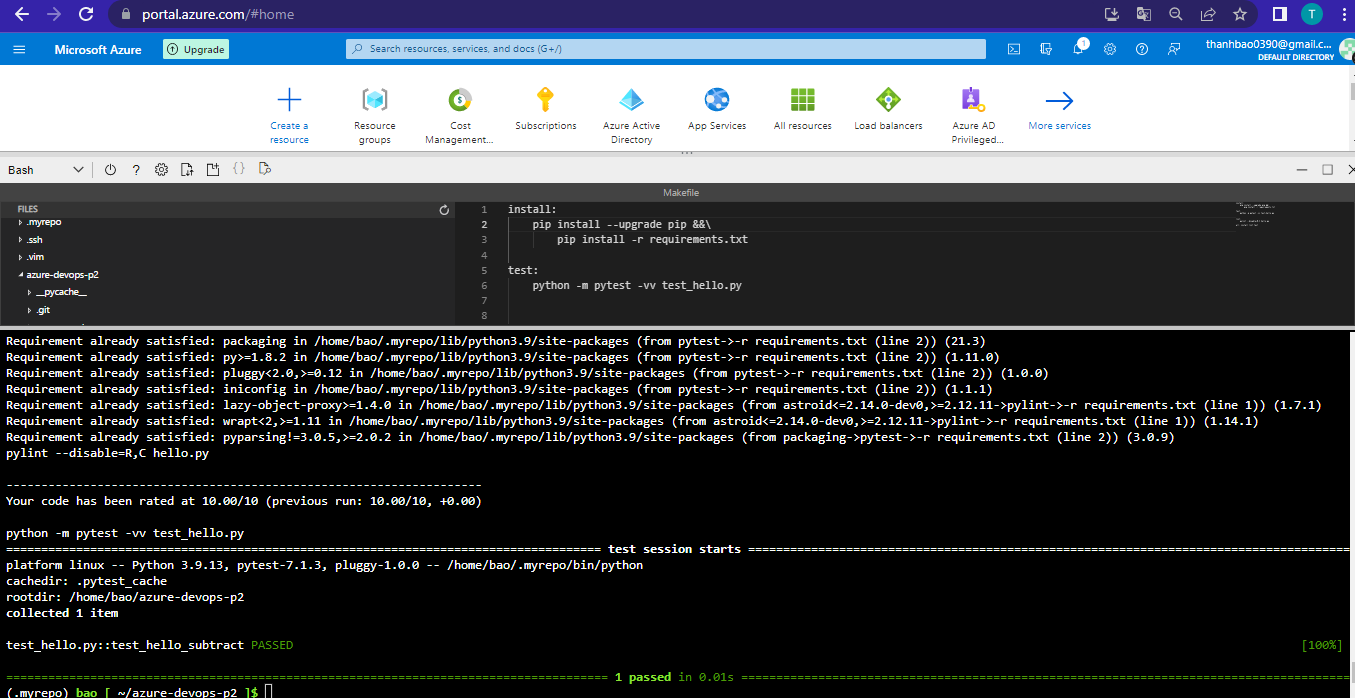 portal.azure.com/#home
T
Microsoft Azure
Upgrade
Search resources, services, and docs (G+/)
1
thanhbao0390@gmail.c...
DEFAULT DIRECTORY
Create a resource
Resource groups
Cost Management...
Subscriptions
Azure Active Directory
App Services
All resources
Load balancers
Azure AD Privileged...
More services
Bash
Makefile
FILES
.myrepo
.ssh
.vim
azure-devops-p2
__pycache__
.git
1 install:
2 pip install --upgrade pip &&\
3 pip install -r requirements.txt
4
5 test:
6 python -m pytest -vv test_hello.py
7
8
Requirement already satisfied: packaging in /home/bao/.myrepo/lib/python3.9/site-packages (from pytest->-r requirements.txt (line 2)) (21.3)
Requirement already satisfied: py>=1.8.2 in /home/bao/.myrepo/lib/python3.9/site-packages (from pytest->-r requirements.txt (line 2)) (1.11.0)
Requirement already satisfied: pluggy<2.0,>=0.12 in /home/bao/.myrepo/lib/python3.9/site-packages (from pytest->-r requirements.txt (line 2)) (1.0.0)
Requirement already satisfied: iniconfig in /home/bao/.myrepo/lib/python3.9/site-packages (from pytest->-r requirements.txt (line 2)) (1.1.1)
Requirement already satisfied: lazy-object-proxy>=1.4.0 in /home/bao/.myrepo/lib/python3.9/site-packages (from astroid<=2.14.0-dev0,>=2.12.11->pylint->-r requirements.txt (line 1)) (1.7.1)
Requirement already satisfied: wrapt<2,>=1.11 in /home/bao/.myrepo/lib/python3.9/site-packages (from astroid<=2.14.0-dev0,>=2.12.11->pylint->-r requirements.txt (line 1)) (1.14.1)
Requirement already satisfied: pyparsing!=3.0.5,>=2.0.2 in /home/bao/.myrepo/lib/python3.9/site-packages (from packaging->pytest->-r requirements.txt (line 2)) (3.0.9)
pylint --disable=R,C hello.py
--------------------------------------------------------------------
Your code has been rated at 10.00/10 (previous run: 10.00/10, +0.00)
python -m pytest -vv test_hello.py
===================================================================================== test session starts ======================================================================================
platform linux -- Python 3.9.13, pytest-7.1.3, pluggy-1.0.0 -- /home/bao/.myrepo/bin/python
cachedir: .pytest_cache
rootdir: /home/bao/azure-devops-p2
collected 1 item
test_hello.py::test_hello_subtract PASSED [100%]
====================================================================================== 1 passed in 0.01s =======================================================================================
(.myrepo) bao [ ~/azure-devops-p2 ]$